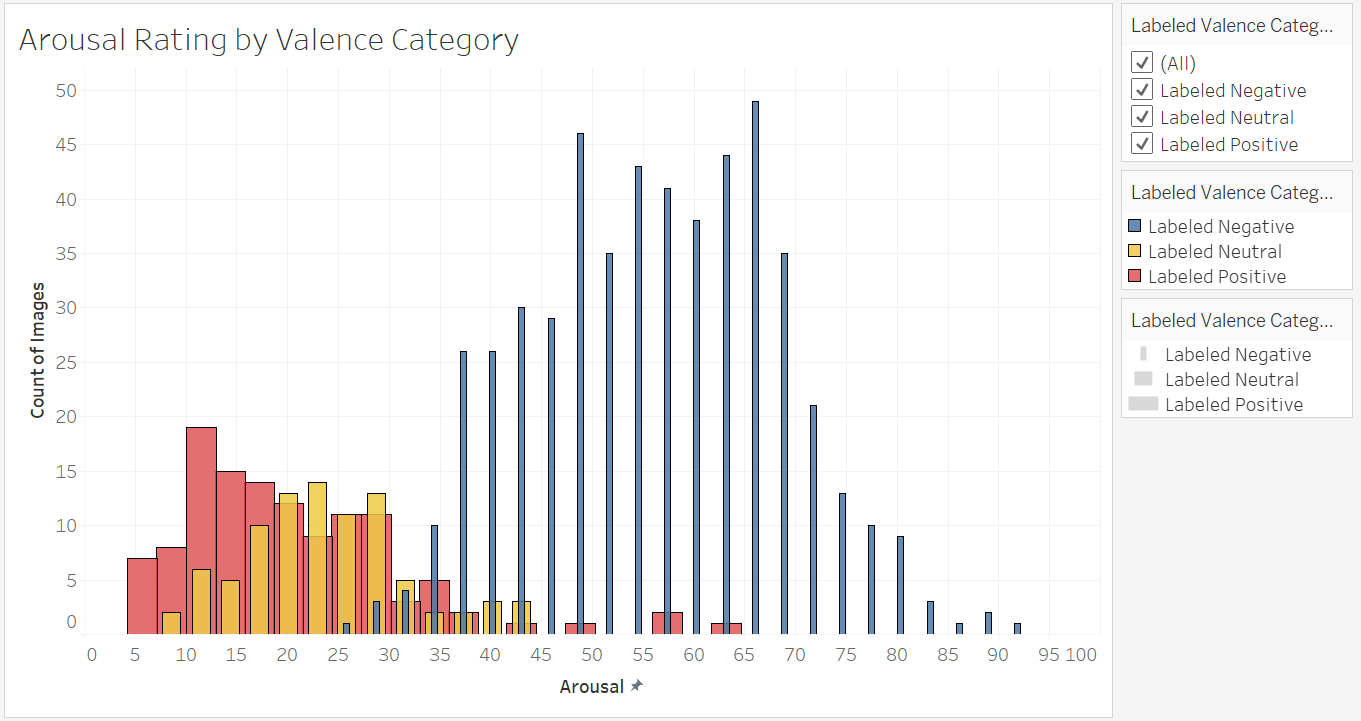 Arousal Rating by Valence Category
50
45
40
35
30
25
20
15
10
5
0
Count of Images
0 5 10 15 20 25 30 35 40 45 50 55 60 65 70 75 80 85 90 95 100
Arousal
Labeled Valence Categ...
(All)
Labeled Negative
Labeled Neutral
Labeled Positive
Labeled Valence Categ...
Labeled Negative
Labeled Neutral
Labeled Positive
Labeled Valence Categ...
Labeled Negative
Labeled Neutral
Labeled Positive